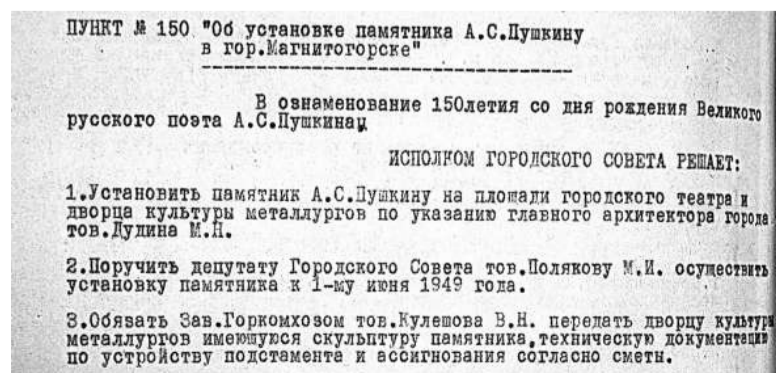 ПУНКТ № 150 "Об установке памятника А.С.Пушкину
в гор.Магнитогорске"
В ознаменование 150летия со дня рождения Великого
русского поэта А.С.Пушкинац
ИСПОЛКОМ ГОРОДСКОГО СОВЕТА РЕШАЕТ:
1.Установить памятник А.С.Пушкину на площади городского театра и
дворца культуры металлургов по указанию главного архитектора города
тов.Дудина М.Н.
2.Поручить депутату Городского Совета тов.Полякову М.И. осуществить
установку памятника к 1-му июня 1949 года.
3.Обязать Зав.Горкомхозом тов.Кулешова В.Н. передать дворцу культуры
металлургов имеющуюся скульптуру памятника,техническую документацию
по устройству подстамента и ассигнования согласно сметы.